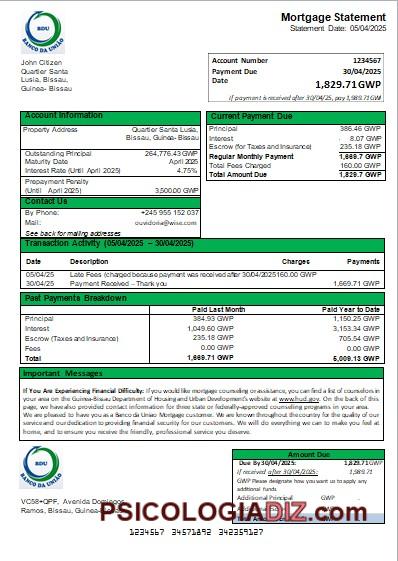 Mortgage Statement
Statement Date: 05/04/2025
BDU
BANCO DA UNIÃO
John Citizen
Quartier Santa
Lusia, Bissau,
Guinea- Bissau
Account Number 1234567
Payment Due 30/04/2025
Date
1,829.71GWP
if payment is received after 30/04/25, pay 1,989.71GWP
Account Information
Property Address Quartier Santa Lusia,
Bissau, Guinea- Bissau
Outstanding Principal 264,776.43 GWP
Maturity Date April 2025
Interest Rate (Until April 2025) 4.75%
Prepayment Penalty
(Until April 2025) 3,500.00 GWP
Contact Us
By Phone: +245 955 152 037
Mail: ouvidoria@wise.com
See back for mailing addresses
Current Payment Due
Principal 386.46 GWP
Interest 8.07 GWP
Escrow (for Taxes and Insurance) 235.18 GWP
Regular Monthly Payment 1,669.7 GWP
Total Fees Charged 160.00 GWP
Total Amount Due 1,829.7 GWP
Transaction Activity (05/04/2025 – 30/04/2025)
Date Description Charges Payments
05/04/25 Late Fees (charged because payment was received after 30/04/2025160.00 GWP
30/04/25 Payment Received – Thank you 1,669.71 GWP
Past Payments Breakdown
Paid Last Month Paid Year to Date
Principal 384.93 GWP 1,150.25 GWP
Interest 1,049.60 GWP 3,153.34 GWP
Escrow (Taxes and Insurance) 235.18 GWP 705.54 GWP
Fees 0.00 GWP 0.00 GWP
Total 1,669.71 GWP 5,009.13 GWP
Important Messages
If You Are Experiencing Financial Difficulty: If you would like mortgage counseling or assistance, you can find a list of counselors in
your area on the Guinea-Bissau Department of Housing and Urban Development's website at www.hud.gov. On the back of this
page, we have also provided contact information for three state or federally-approved counseling programs in your area.
We are pleased to have you as a Banco da União Mortgage customer. We are known throughout the country for the quality of our
service and our dedication to providing financial security for our customers. We will do everything we can to make you feel at
home, and to ensure you receive the friendly, professional service you deserve.
BDU
BANCO DA UNIÃO
VC58+QPF, Avenida Domingos
Ramos, Bissau,
Amount Due
Due By30/04/2025: 1,829.71GWP
if received after 30/04/2025: 1,989.71
GWP Please designate how you want us to apply any
additional funds.
Additional Principal GWP
Additional
PSICOLOGIADIZ.com
1234567 34571892 342359127